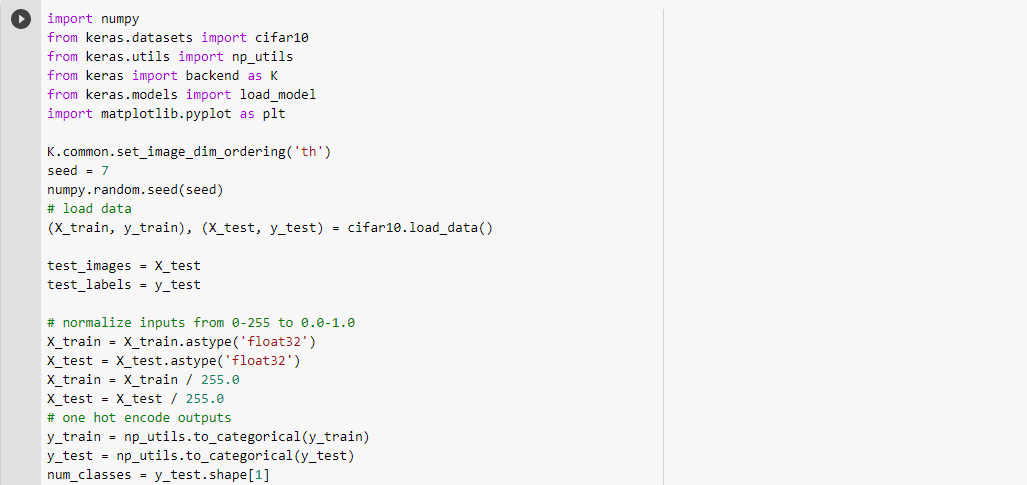 import numpy
from keras.datasets import cifar10
from keras.utils import np_utils
from keras import backend as K
from keras.models import load_model
import matplotlib.pyplot as plt
K.common.set_image_dim_ordering('th')
seed = 7
numpy.random.seed(seed)
# load data
(X_train, y_train), (X_test, y_test) = cifar10.load_data()
test_images = X_test
test_labels = y_test
# normalize inputs from 0-255 to 0.0-1.0
X_train = X_train.astype('float32')
X_test = X_test.astype('float32')
X_train = X_train / 255.0
X_test = X_test / 255.0
# one hot encode outputs
y_train = np_utils.to_categorical(y_train)
y_test = np_utils.to_categorical(y_test)
num_classes = y_test.shape[1]